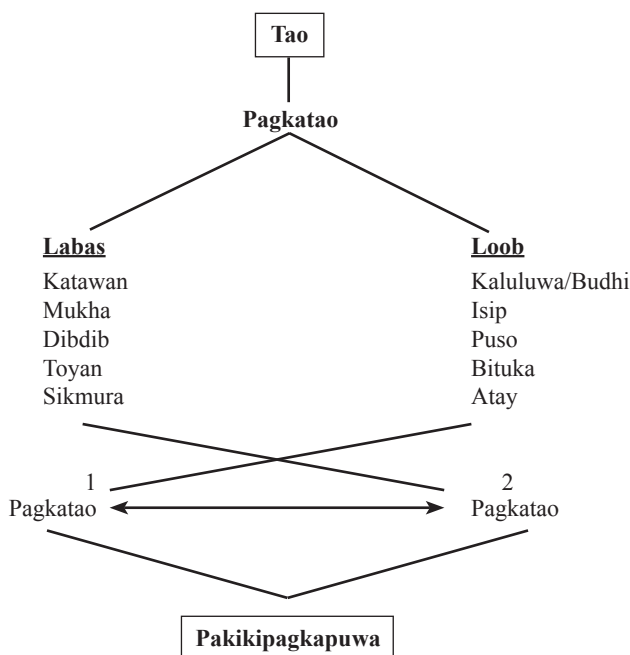 Tao
Pagkatao
Labas
Katawan
Mukha
Dibdib
Toyan
Sikmura
Loob
Kaluluwa/Budhi
Isip
Puso
Bituka
Atay
1
Pagkatao
2
Pagkatao
Pakikipagkapuwa